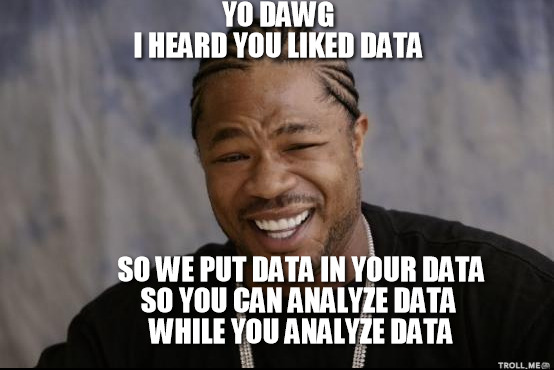 YO DAWG
I HEARD YOU LIKED DATA
SO WE PUT DATA IN YOUR DATA
SO YOU CAN ANALYZE DATA
WHILE YOU ANALYZE DATA
TROLL.ME